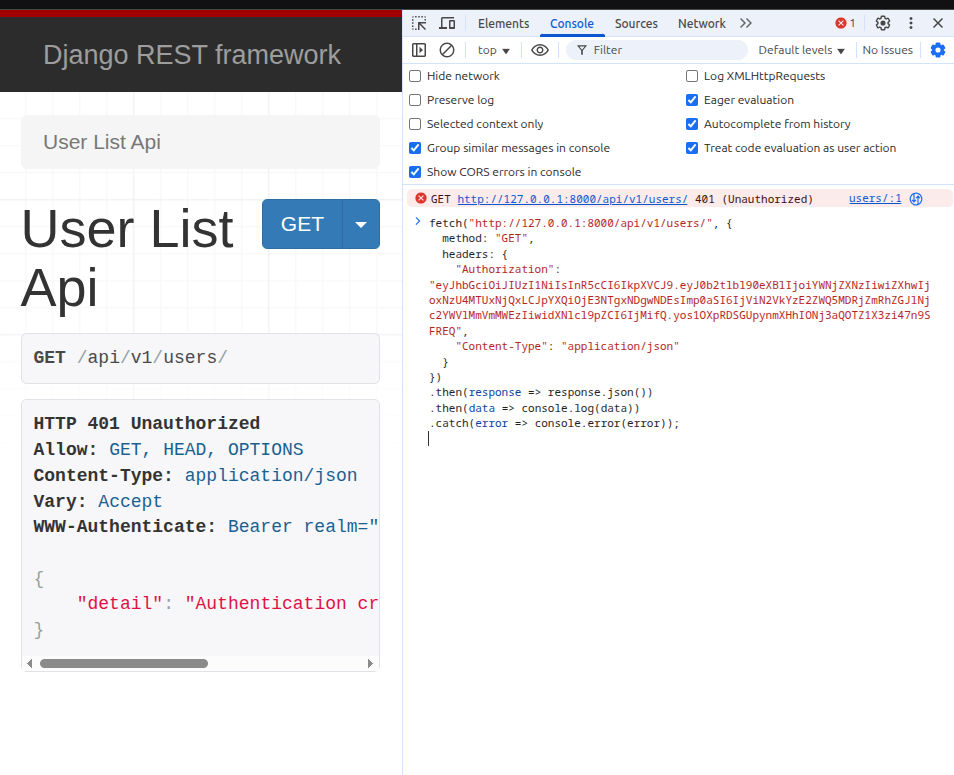 Django REST framework
User List Api
User List
Api
GET
GET /api/v1/users/
HTTP 401 Unauthorized
Allow: GET, HEAD, OPTIONS
Content-Type: application/json
Vary: Accept
WWW-Authenticate: Bearer realm="
{
"detail": "Authentication cr
}
Elements Console Sources Network 1
top Filter Default levels No Issues
Hide network Log XMLHttpRequests
Preserve log Eager evaluation
Selected context only Autocomplete from history
Group similar messages in console Treat code evaluation as user action
Show CORS errors in console
GET http://127.0.0.1:8000/api/v1/users/ 401 (Unauthorized) users/:1
fetch("http://127.0.0.1:8000/api/v1/users/", {
method: "GET",
headers: {
"Authorization":
"eyJhbGciOiJIUzI1NiIsInR5cCI6IkpXVCJ9.eyJ0b2tlbl90eXBlIjoiYWNjZXNzIiwiZXhwIj
oxNzU4MTUxNjQxLCJpYXQiOjE3NTgxNDgwNDEsImp0aSI6IjViN2VkYzE2ZWQ5MDRjZmRhZGJ1Nj
c2YWV1MmVmMWEzIiwidXNlcl9pZCI6IjMifQ.yos1OXpRDSGUpynmXHhIONj3aQOTZ1X3zi47n9S
FREQ",
"Content-Type": "application/json"
}
})
.then(response => response.json())
.then(data => console.log(data))
.catch(error => console.error(error));